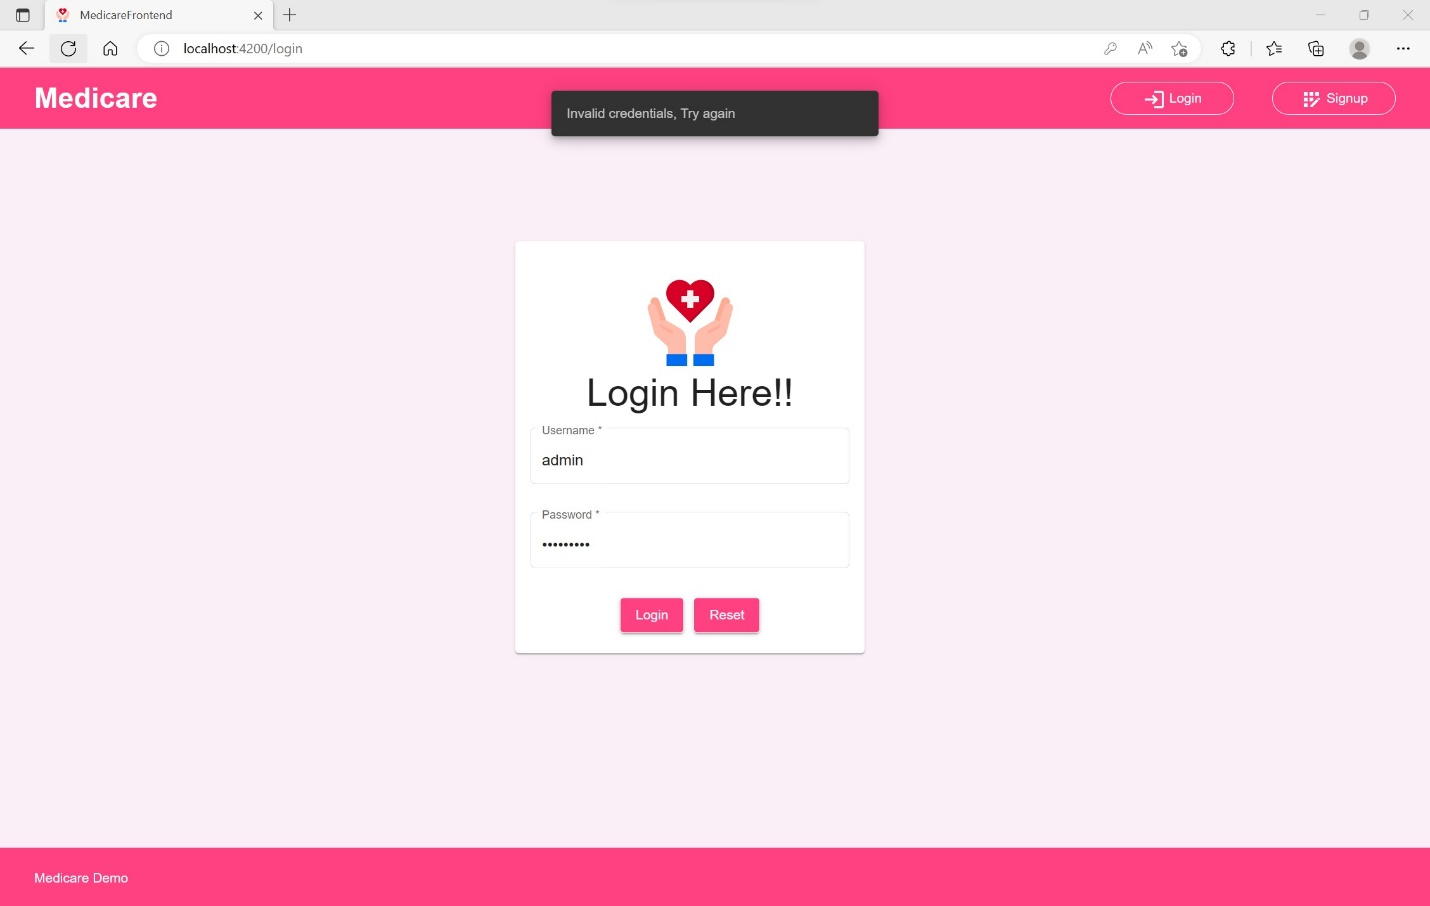 MedicareFrontend
localhost:4200/login
Medicare
Invalid credentials, Try again
Login
Signup
Login Here!!
Username *
admin
Password *
•••••••••
Login
Reset
Medicare Demo